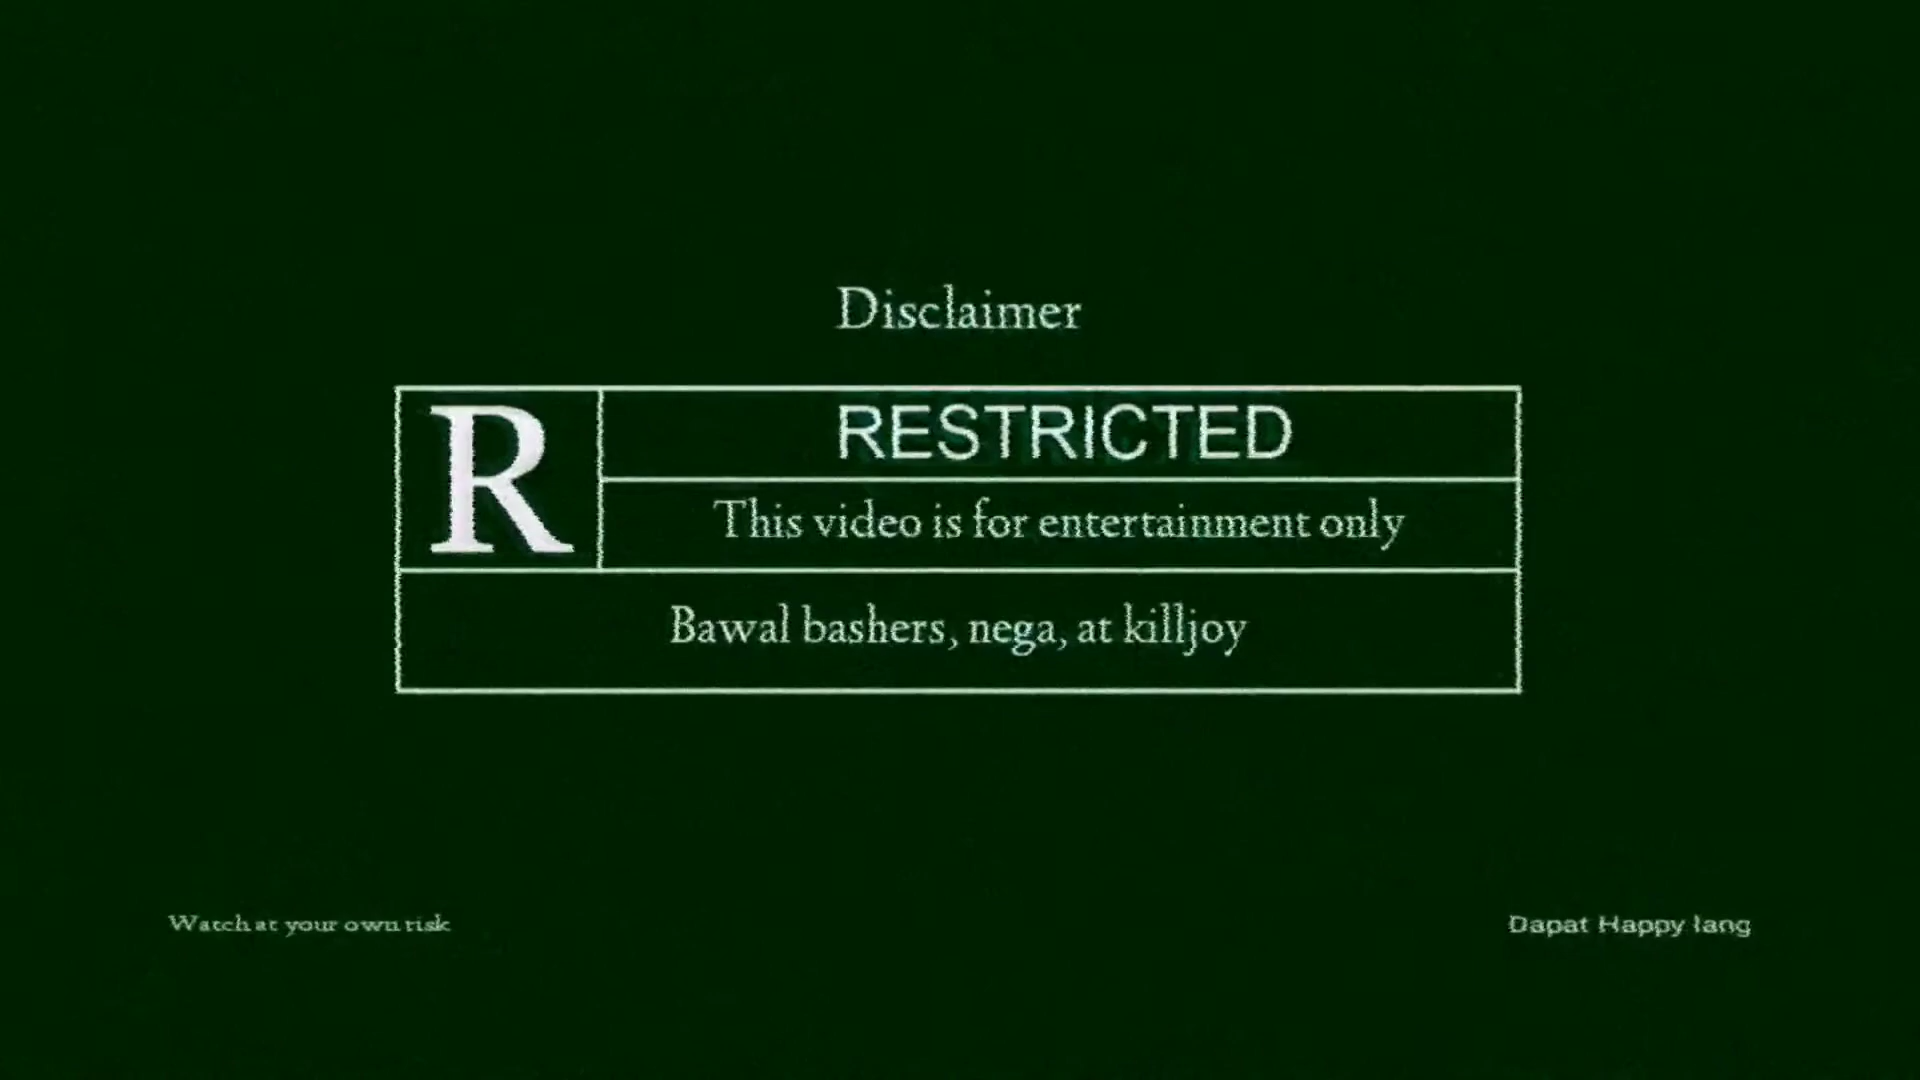 Disclaimer
R
RESTRICTED
This video is for entertainment only
Bawal bashers, nega, at killjoy
Watch at your own risk
Dapat Happy lang